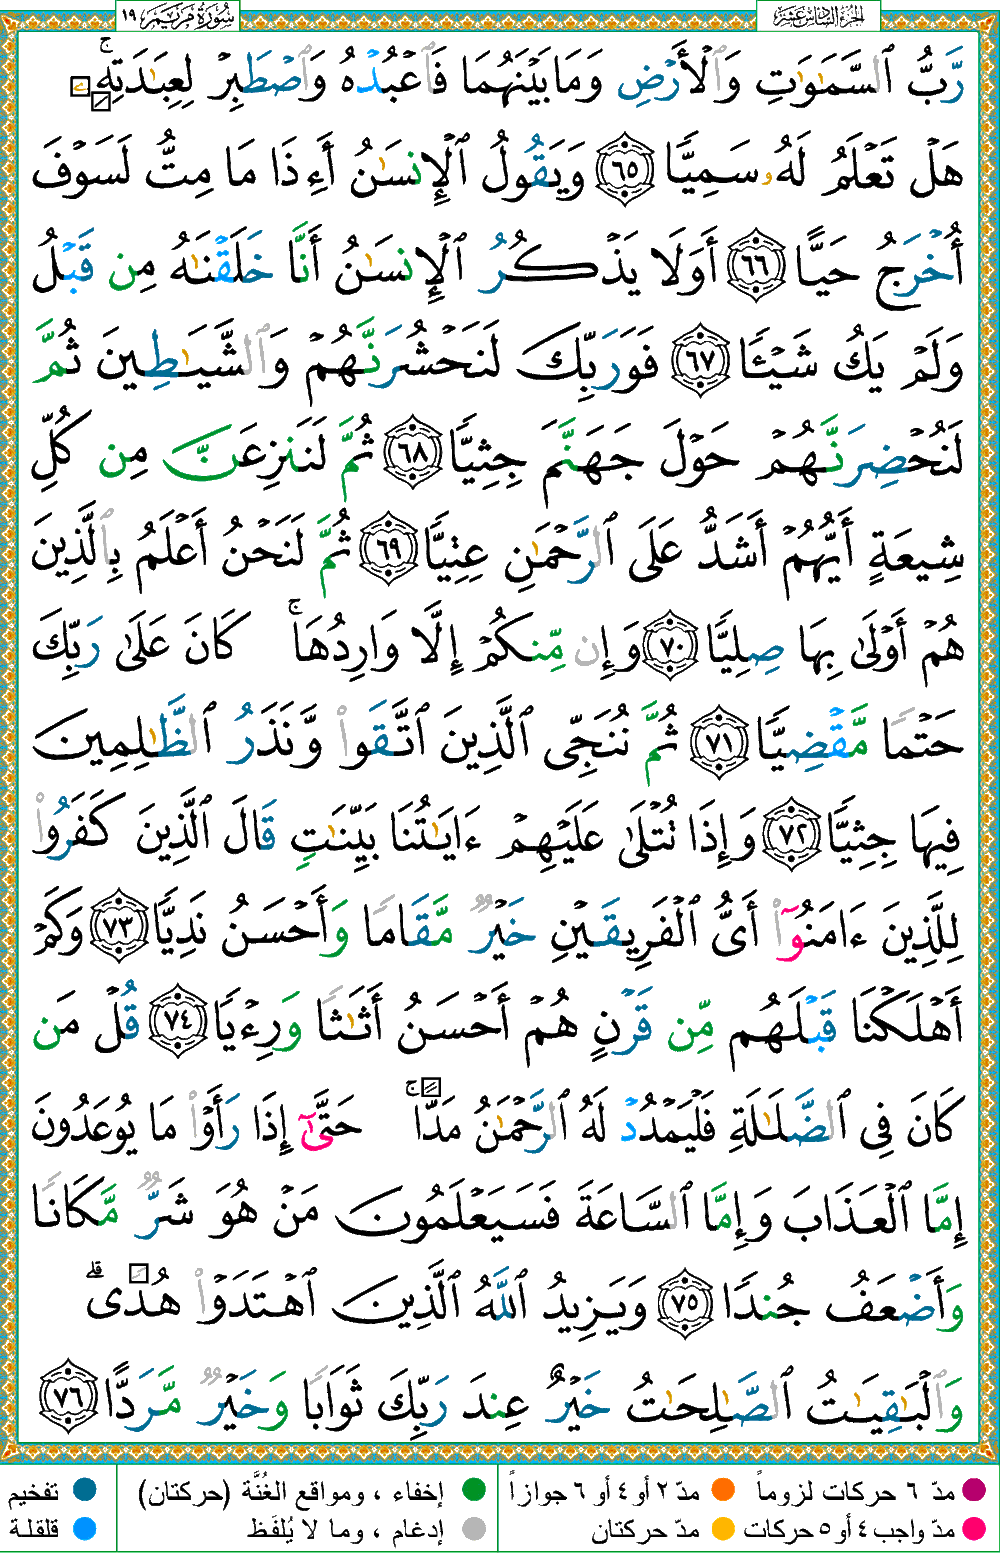 سُورَةُ مَرْيَمَ ١٩
الجُزءُ السَّادِسَ عَشَرَ
رَّبُّ ٱلسَّمَٰوَٰتِ وَٱلْأَرْضِ وَمَا بَيْنَهُمَا فَٱعْبُدْهُ وَٱصْطَبِرْ لِعِبَٰدَتِهِۦ ۚ
هَلْ تَعْلَمُ لَهُۥ سَمِيًّا ٦٥ وَيَقُولُ ٱلْإِنسَٰنُ أَءِذَا مَا مِتُّ لَسَوْفَ
أُخْرَجُ حَيًّا ٦٦ أَوَلَا يَذْكُرُ ٱلْإِنسَٰنُ أَنَّا خَلَقْنَٰهُ مِن قَبْلُ
وَلَمْ يَكُ شَيْـًٔا ٦٧ فَوَرَبِّكَ لَنَحْشُرَنَّهُمْ وَٱلشَّيَٰطِينَ ثُمَّ
لَنُحْضِرَنَّهُمْ حَوْلَ جَهَنَّمَ جِثِيًّا ٦٨ ثُمَّ لَنَنزِعَنَّ مِن كُلِّ
شِيعَةٍ أَيُّهُمْ أَشَدُّ عَلَى ٱلرَّحْمَٰنِ عِتِيًّا ٦٩ ثُمَّ لَنَحْنُ أَعْلَمُ بِٱلَّذِينَ
هُمْ أَوْلَىٰ بِهَا صِلِيًّا ٧٠ وَإِن مِّنكُمْ إِلَّا وَارِدُهَا ۚ كَانَ عَلَىٰ رَبِّكَ
حَتْمًا مَّقْضِيًّا ٧١ ثُمَّ نُنَجِّى ٱلَّذِينَ ٱتَّقَوا۟ وَّنَذَرُ ٱلظَّٰلِمِينَ
فِيهَا جِثِيًّا ٧٢ وَإِذَا تُتْلَىٰ عَلَيْهِمْ ءَايَٰتُنَا بَيِّنَٰتٍ قَالَ ٱلَّذِينَ كَفَرُوا۟
لِلَّذِينَ ءَامَنُوٓا۟ أَىُّ ٱلْفَرِيقَيْنِ خَيْرٌ مَّقَامًا وَأَحْسَنُ نَدِيًّا ٧٣ وَكَمْ
أَهْلَكْنَا قَبْلَهُم مِّن قَرْنٍ هُمْ أَحْسَنُ أَثَٰثًا وَرِءْيًا ٧٤ قُلْ مَن
كَانَ فِى ٱلضَّلَٰلَةِ فَلْيَمْدُدْ لَهُ ٱلرَّحْمَٰنُ مَدًّا ۚ حَتَّىٰٓ إِذَا رَأَوْا۟ مَا يُوعَدُونَ
إِمَّا ٱلْعَذَابَ وَإِمَّا ٱلسَّاعَةَ فَسَيَعْلَمُونَ مَنْ هُوَ شَرٌّ مَّكَانًا
وَأَضْعَفُ جُندًا ٧٥ وَيَزِيدُ ٱللَّهُ ٱلَّذِينَ ٱهْتَدَوْا۟ هُدًى ۗ
وَٱلْبَٰقِيَٰتُ ٱلصَّٰلِحَٰتُ خَيْرٌ عِندَ رَبِّكَ ثَوَابًا وَخَيْرٌ مَّرَدًّا ٧٦
مدّ ٦ حركات لزوماً مدّ ٢ أو ٤ أو ٦ جوازاً إخفاء ، ومواقع الغُنَّة (حركتان) تفخيم
مدّ واجب ٤ أو ٥ حركات مدّ حركتان إدغام ، وما لا يُلفَظ قلقلة